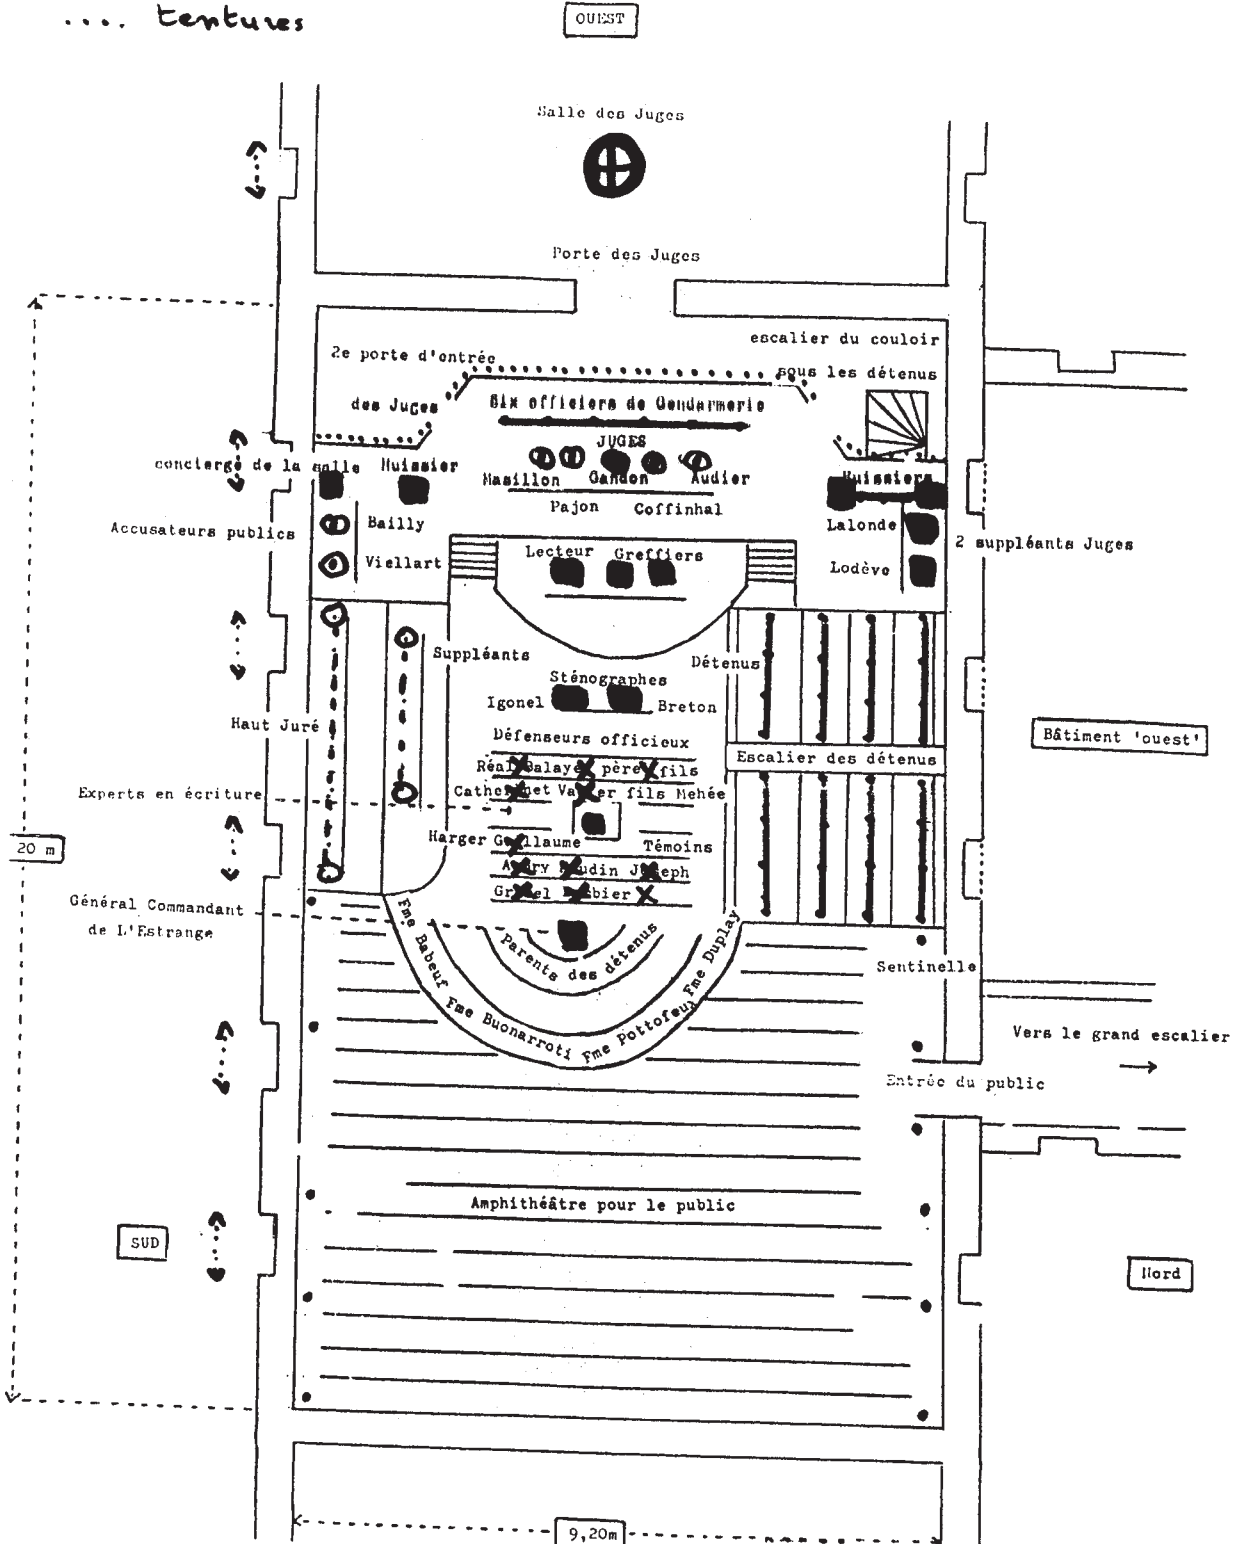 .... tentures
OUEST
Salle des Juges
Porte des Juges
escalier du couloir
2e porte d'entrée
sous les détenus
des Juges
Six officiers de Gendarmerie
JUGES
concierge de la salle
Huissier
Masillon Gandon Audier
Huissiers
Pajon Coffinhal
Accusateurs publics
Bailly
Lalonde
2 suppléants Juges
Lecteur Greffiers
Viellart
Lodève
Suppléants
Détenus
Sténographes
Igonel
Breton
Haut Juré
Défenseurs officieux
Bâtiment 'ouest'
Escalier des détenus
Réal père fils
fils Mehée
Experts en écriture
Harger
Témoins
20 m
Général Commandant
de L'Estrange
Parents des détenus
Fme Babeuf Fme Buonarroti Fme Pottofeux Fme Duplay
Sentinelle
Vers le grand escalier
Entrée du public
Amphithéâtre pour le public
SUD
Nord
9,20m